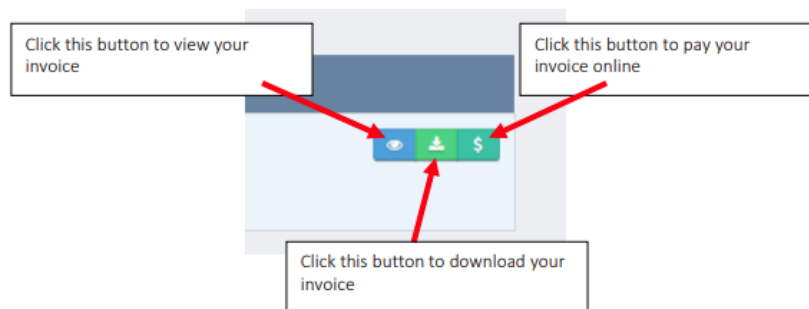 Click this button to view your
invoice
Click this button to pay your
invoice online
$
Click this button to download your
invoice